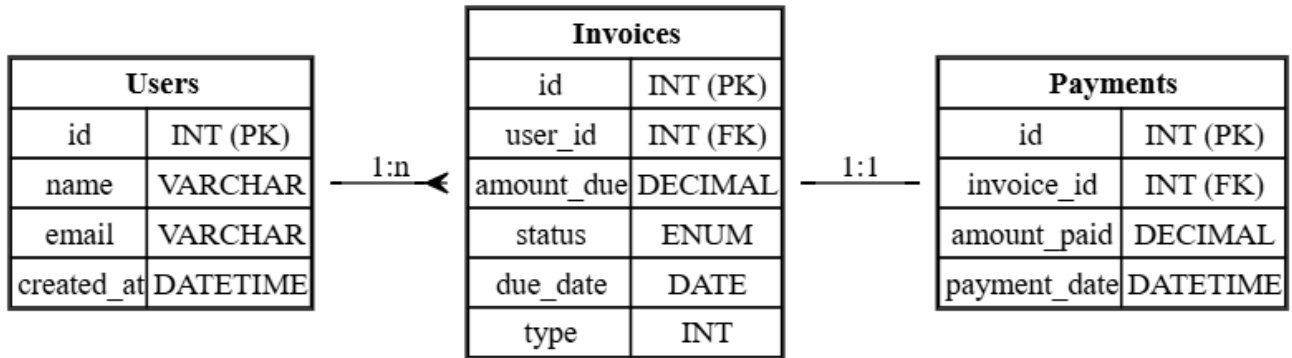 Users
id INT (PK)
name VARCHAR
email VARCHAR
created_at DATETIME
1:n
Invoices
id INT (PK)
user_id INT (FK)
amount_due DECIMAL
status ENUM
due_date DATE
type INT
1:1
Payments
id INT (PK)
invoice_id INT (FK)
amount_paid DECIMAL
payment_date DATETIME